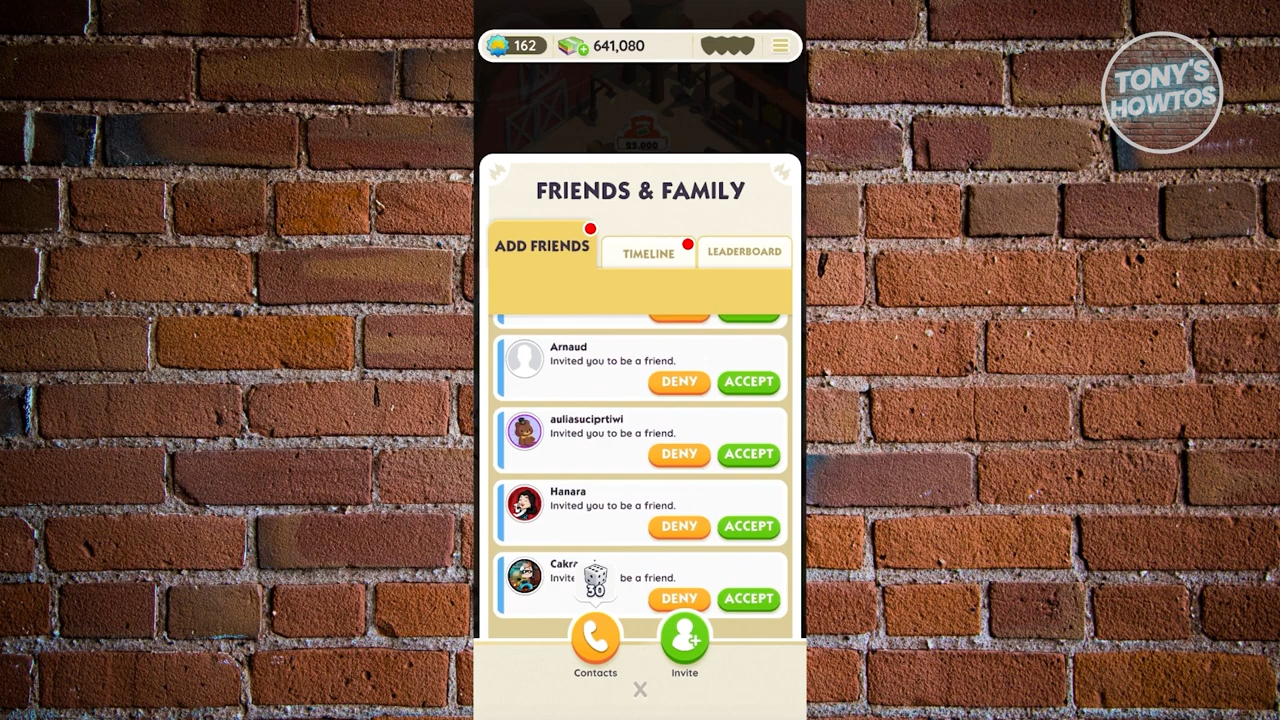 162
641,080
TONY'S
HOWTOS
25,000
FRIENDS & FAMILY
ADD FRIENDS
TIMELINE
LEADERBOARD
Arnaud
Invited you to be a friend.
DENY
ACCEPT
auliasuciprtiwi
Invited you to be a friend.
DENY
ACCEPT
Hanara
Invited you to be a friend.
DENY
ACCEPT
be a friend.
30
DENY
ACCEPT
Contacts
Invite
X